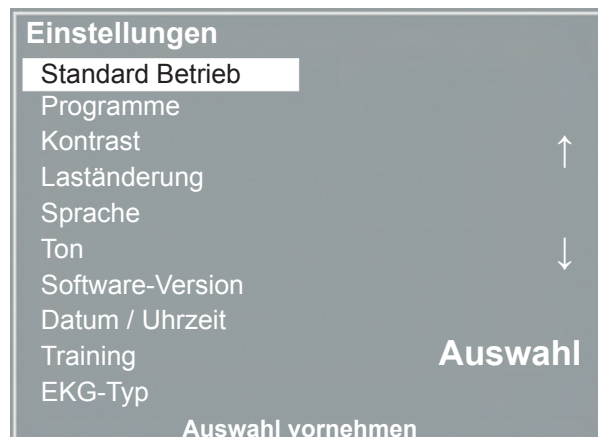 Einstellungen
Standard Betrieb
Programme
Kontrast
↑
Laständerung
Sprache
Ton
↓
Software-Version
Datum / Uhrzeit
Training
Auswahl
EKG-Typ
Auswahl vornehmen